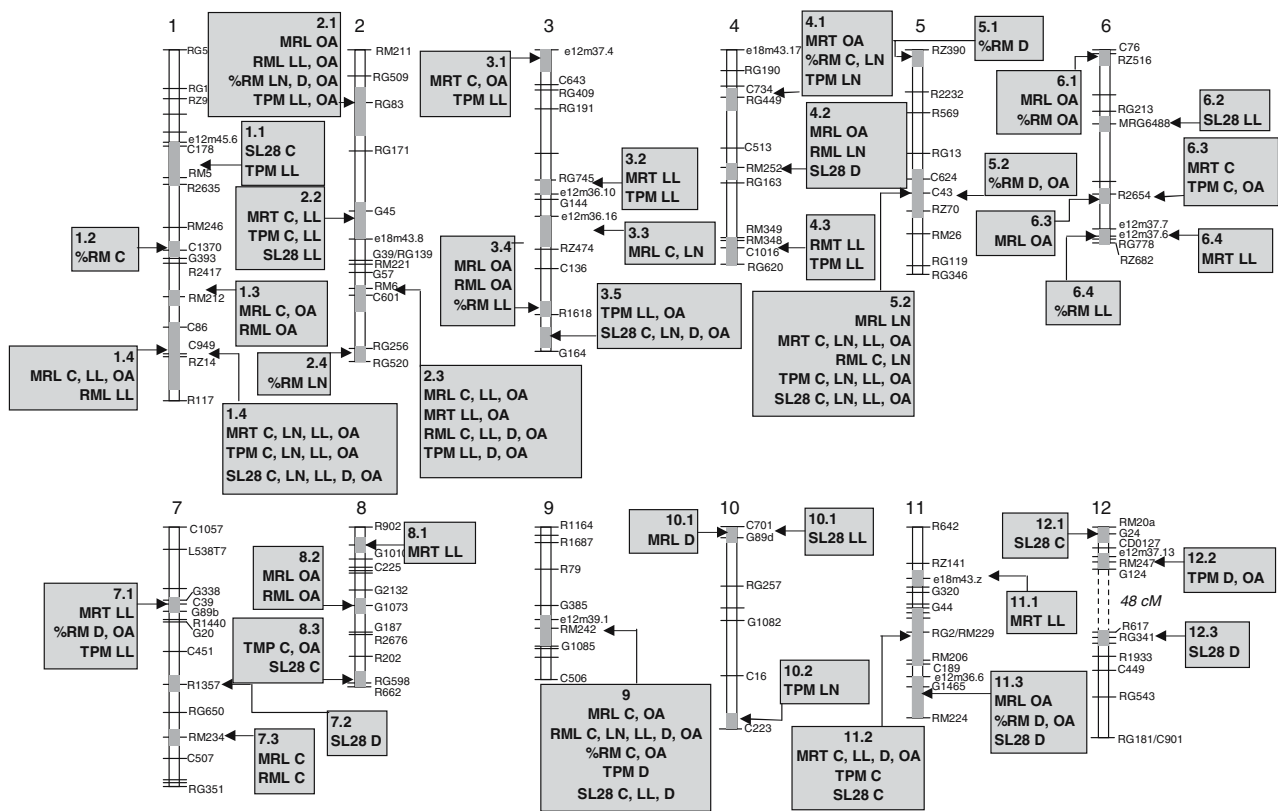 1
RG5
RG1
RZ9
e12m45.6
C178
RM5
R2635
RM246
C1370
G393
R2417
RM212
C86
C949
RZ14
R117
1.1
SL28 C
TPM LL
1.2
%RM C
1.3
MRL C, OA
RML OA
1.4
MRL C, LL, OA
RML LL
1.4
MRT C, LN, LL, OA
TPM C, LN, LL, OA
SL28 C, LN, LL, D, OA
2
RM211
RG509
RG83
RG171
G45
e18m43.8
G39/RG139
RM221
G57
RM6
C601
RG256
RG520
2.1
MRL OA
RML LL, OA
%RM LN, D, OA
TPM LL, OA
2.2
MRT C, LL
TPM C, LL
SL28 LL
2.4
%RM LN
2.3
MRL C, LL, OA
MRT LL, OA
RML C, LL, D, OA
TPM LL, D, OA
3
e12m37.4
C643
RG409
RG191
RG745
e12m36.10
G144
e12m36.16
RZ474
C136
R1618
G164
3.1
MRT C, OA
TPM LL
3.2
MRT LL
TPM LL
3.3
MRL C, LN
3.4
MRL OA
RML OA
%RM LL
3.5
TPM LL, OA
SL28 C, LN, D, OA
4
e18m43.17
RG190
C734
RG449
C513
RM252
RG163
RM349
RM348
C1016
RG620
4.1
MRT OA
%RM C, LN
TPM LN
4.2
MRL OA
RML LN
SL28 D
4.3
RMT LL
TPM LL
5
RZ390
R2232
R569
RG13
C624
C43
RZ70
RM26
RG119
RG346
5.1
%RM D
5.2
%RM D, OA
5.2
MRL LN
MRT C, LN, LL, OA
RML C, LN
TPM C, LN, LL, OA
SL28 C, LN, LL, OA
6
C76
RZ516
RG213
MRG6488
R2654
e12m37.7
e12m37.6
RG778
RZ682
6.1
MRL OA
%RM OA
6.2
SL28 LL
6.3
MRT C
TPM C, OA
6.3
MRL OA
6.4
MRT LL
6.4
%RM LL
7
C1057
L538T7
G338
C39
G89b
R1440
G20
C451
R1357
RG650
RM234
C507
RG351
7.1
MRT LL
%RM D, OA
TPM LL
7.2
SL28 D
7.3
MRL C
RML C
8
R902
G1010
C225
G2132
G1073
G187
R2676
R202
RG598
R662
8.1
MRT LL
8.2
MRL OA
RML OA
8.3
TMP C, OA
SL28 C
9
R1164
R1687
R79
G385
e12m39.1
RM242
G1085
C506
9
MRL C, OA
RML C, LN, LL, D, OA
%RM C, OA
TPM D
SL28 C, LL, D
10
C701
G89d
RG257
G1082
C16
C223
10.1
MRL D
10.1
SL28 LL
10.2
TPM LN
11
R642
RZ141
e18m43.z
G320
G44
RG2/RM229
RM206
C189
e12m36.6
G1465
RM224
11.1
MRT LL
11.2
MRT C, LL, D, OA
TPM C
SL28 C
11.3
MRL OA
%RM D, OA
SL28 D
12
RM20a
G24
CD0127
e12m37.13
RM247
G124
48 cM
R617
RG341
R1933
C449
RG543
RG181/C901
12.1
SL28 C
12.2
TPM D, OA
12.3
SL28 D